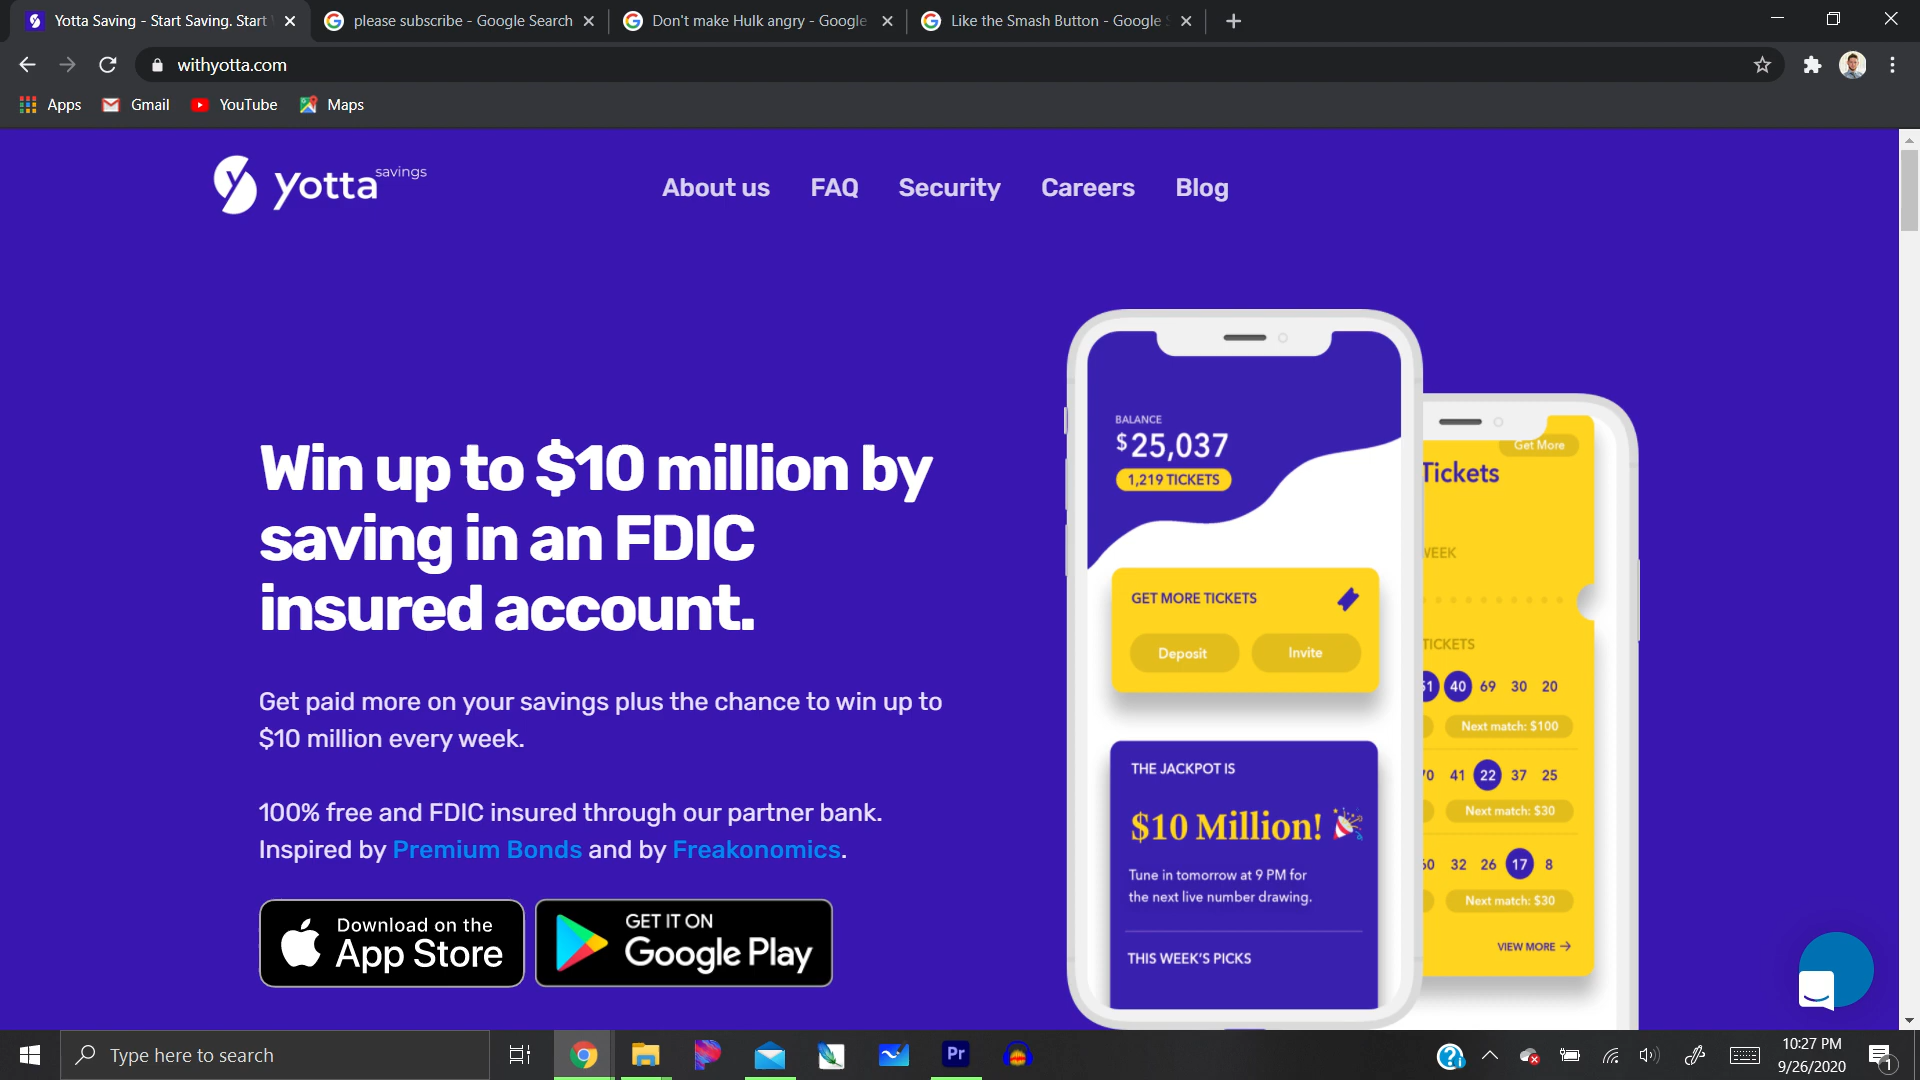 Yotta Saving - Start Saving. Start
please subscribe - Google Search
Don't make Hulk angry - Google
Like the Smash Button - Google
withyotta.com
Apps
Gmail
YouTube
Maps
yotta savings
About us
FAQ
Security
Careers
Blog
Win up to $10 million by
saving in an FDIC
insured account.
Get paid more on your savings plus the chance to win up to
$10 million every week.
100% free and FDIC insured through our partner bank.
Inspired by Premium Bonds and by Freakonomics.
Download on the
App Store
GET IT ON
Google Play
BALANCE
$25,037
1,219 TICKETS
GET MORE TICKETS
Deposit
Invite
THE JACKPOT IS
$10 Million!
Tune in tomorrow at 9 PM for
the next live number drawing.
THIS WEEK'S PICKS
Get More
Tickets
WEEK
TICKETS
51 40 69 30 20
Next match: $100
41 22 37 25
Next match: $30
32 26 17 8
Next match: $30
VIEW MORE →
Type here to search
Pr
10:27 PM
9/26/2020
1